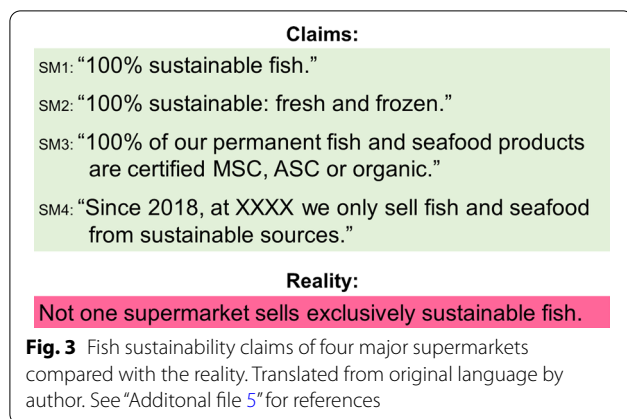 Claims:
SM1: “100% sustainable fish.”
SM2: “100% sustainable: fresh and frozen.”
SM3: “100% of our permanent fish and seafood products
are certified MSC, ASC or organic.”
SM4: “Since 2018, at XXXX we only sell fish and seafood
from sustainable sources.”
Reality:
Not one supermarket sells exclusively sustainable fish.
Fig. 3 Fish sustainability claims of four major supermarkets
compared with the reality. Translated from original language by
author. See “Additonal file 5” for references